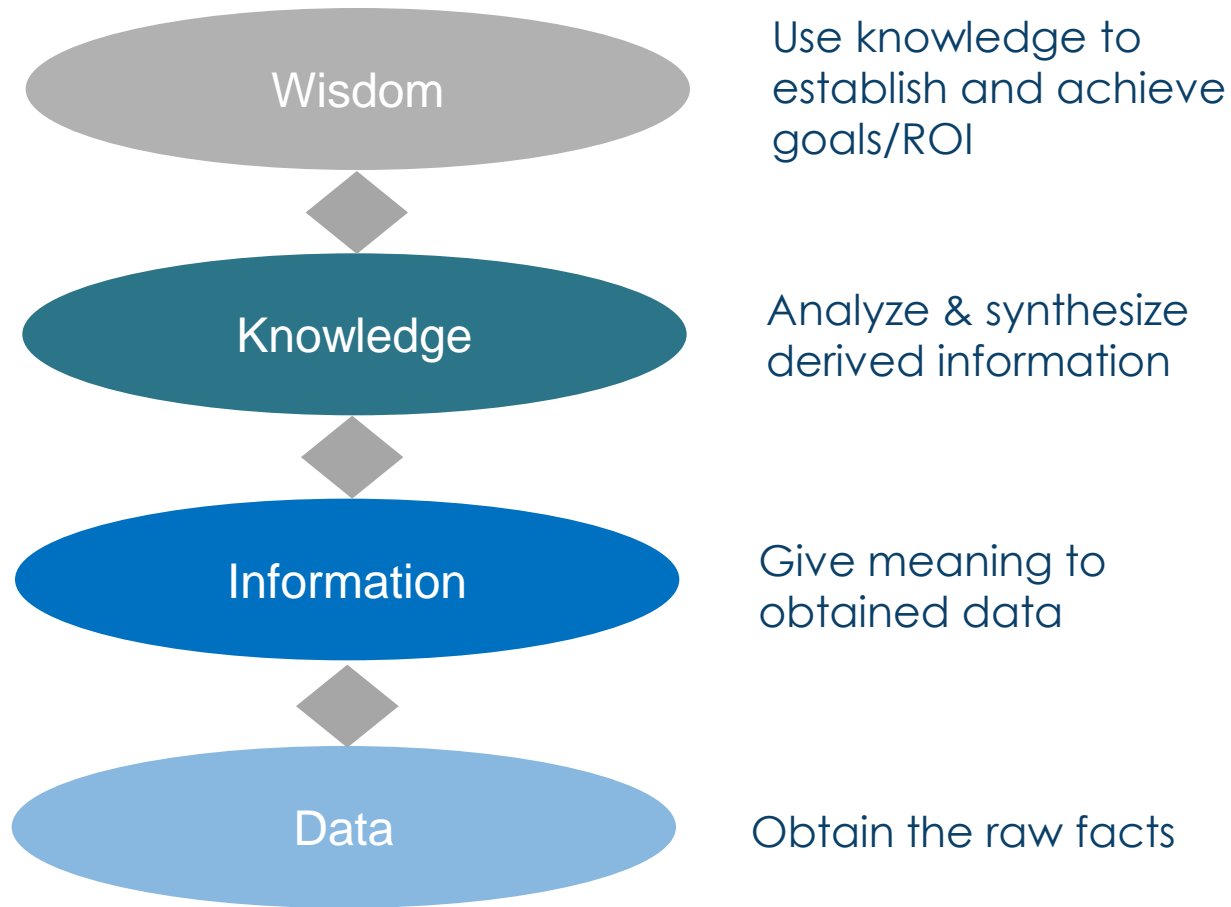 Wisdom
Use knowledge to
establish and achieve
goals/ROI
Knowledge
Analyze & synthesize
derived information
Information
Give meaning to
obtained data
Data
Obtain the raw facts